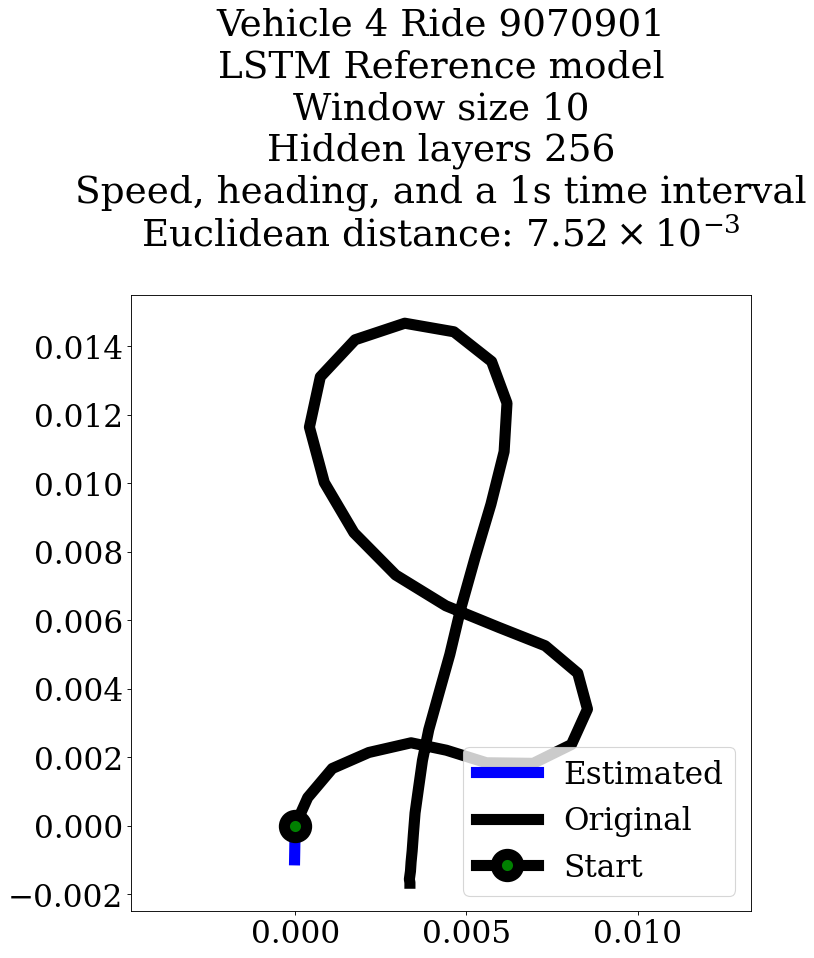 Vehicle 4 Ride 9070901
LSTM Reference model
Window size 10
Hidden layers 256
Speed, heading, and a 1s time interval
Euclidean distance: 7.52 × 10⁻³
0.014
0.012
0.010
0.008
0.006
0.004
0.002
0.000
−0.002
Estimated
Original
Start
0.000
0.005
0.010